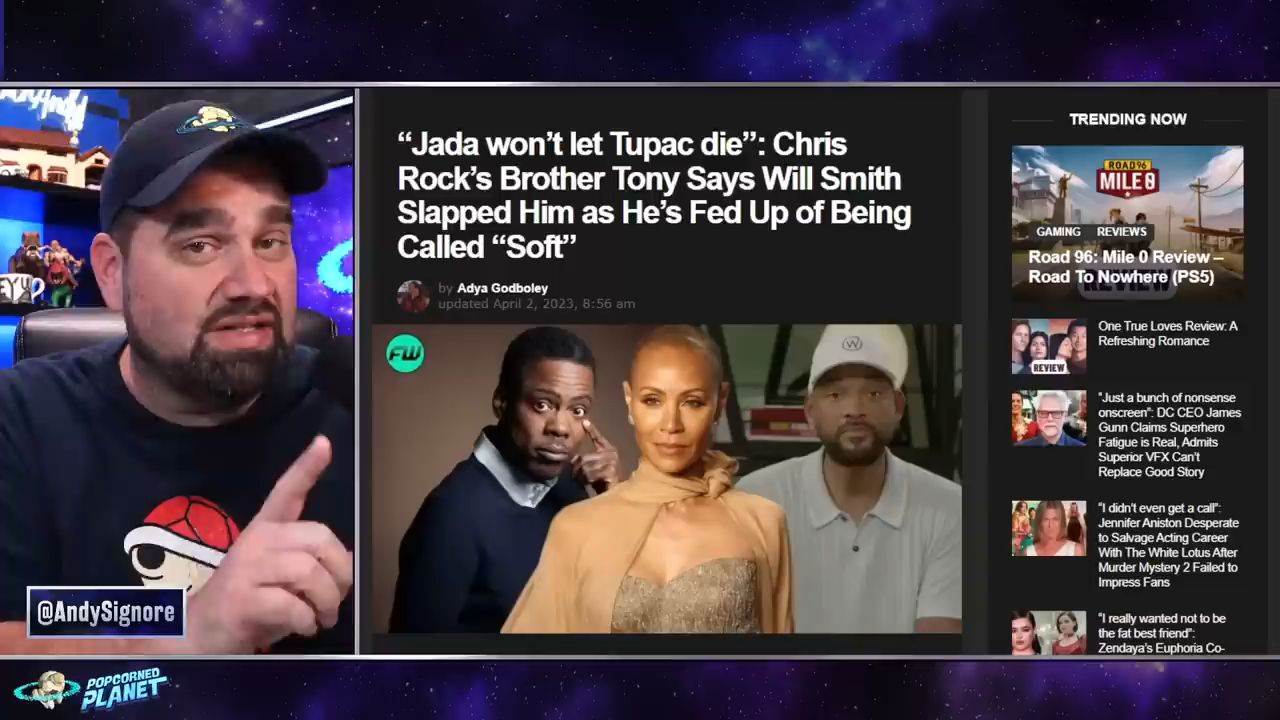 “Jada won’t let Tupac die”: Chris
Rock’s Brother Tony Says Will Smith
Slapped Him as He’s Fed Up of Being
Called “Soft”
by Adya Godboley
updated April 2, 2023, 8:56 am
FW
W
TRENDING NOW
ROAD 96
MILE 0
GAMING REVIEWS
Road 96: Mile 0 Review –
Road To Nowhere (PS5)
REVIEW
One True Loves Review: A
Refreshing Romance
REVIEW
“Just a bunch of nonsense
onscreen”: DC CEO James
Gunn Claims Superhero
Fatigue is Real, Admits
Superior VFX Can’t
Replace Good Story
“I didn’t even get a call”:
Jennifer Aniston Desperate
to Salvage Acting Career
With The White Lotus After
Murder Mystery 2 Failed to
Impress Fans
“I really wanted not to be
the fat best friend”:
Zendaya’s Euphoria Co-
@AndySignore
POPCORNED
PLANET